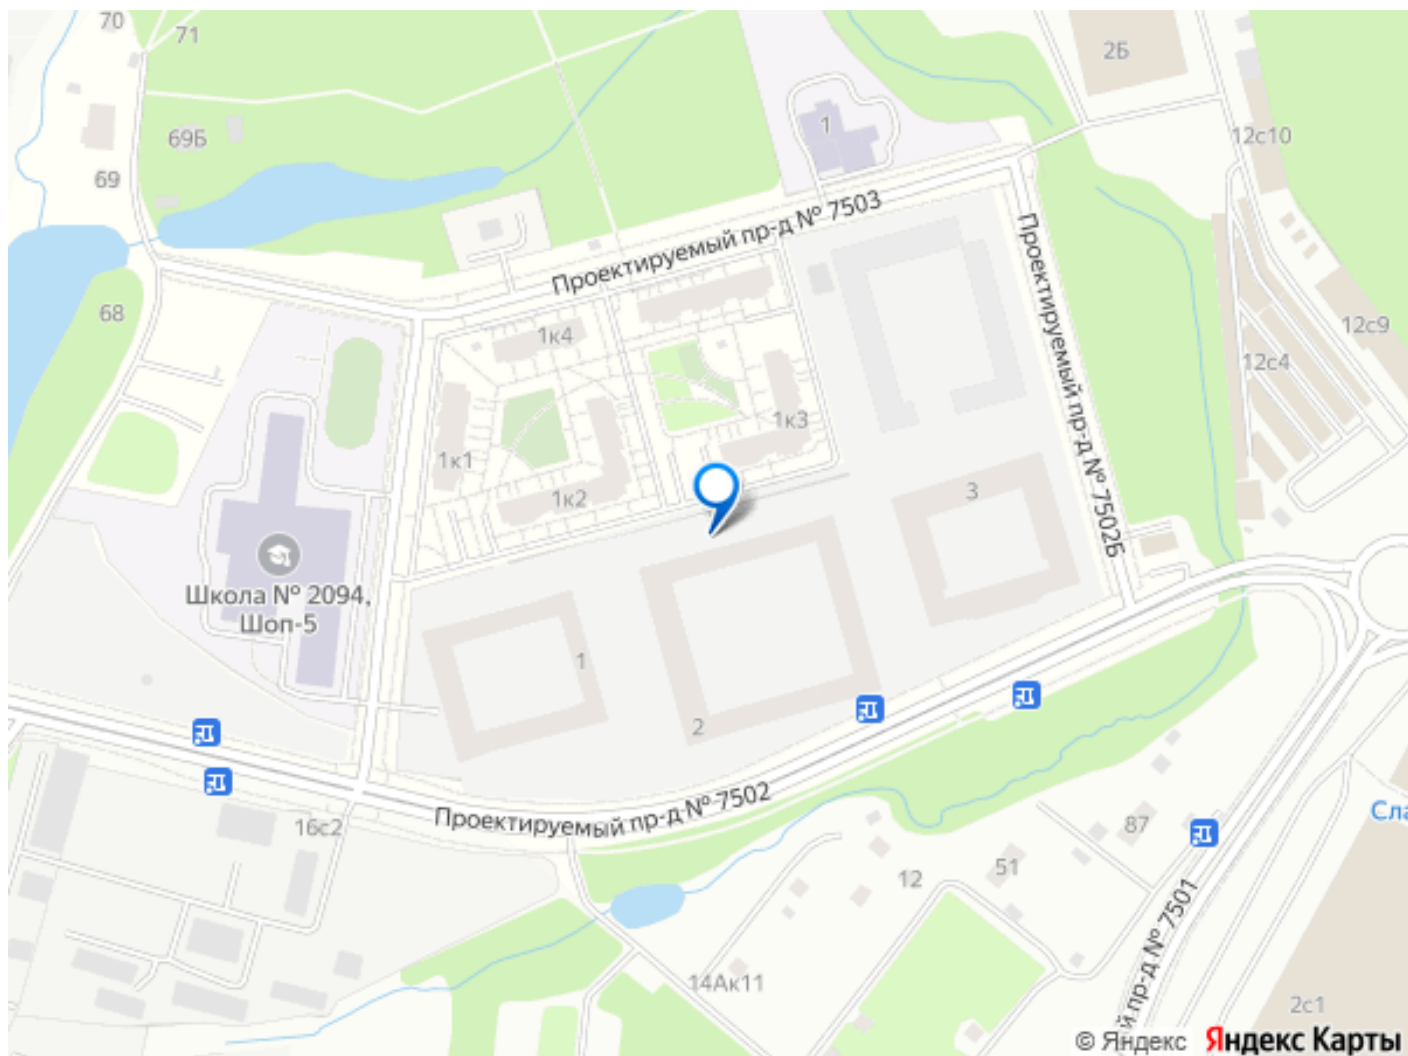 70
71
2Б
1
12с10
69Б
69
Проектируемый пр-д № 7503
Проектируемый пр-д № 7502Б
68
1к4
12с9
12с4
1к3
1к1
1к2
3
Школа № 2094,
Шоп-5
1
2
Проектируемый пр-д № 7502
16с2
87
Сла
51
12
й пр-д № 7501
14Ак11
2с1
© Яндекс Яндекс Карты